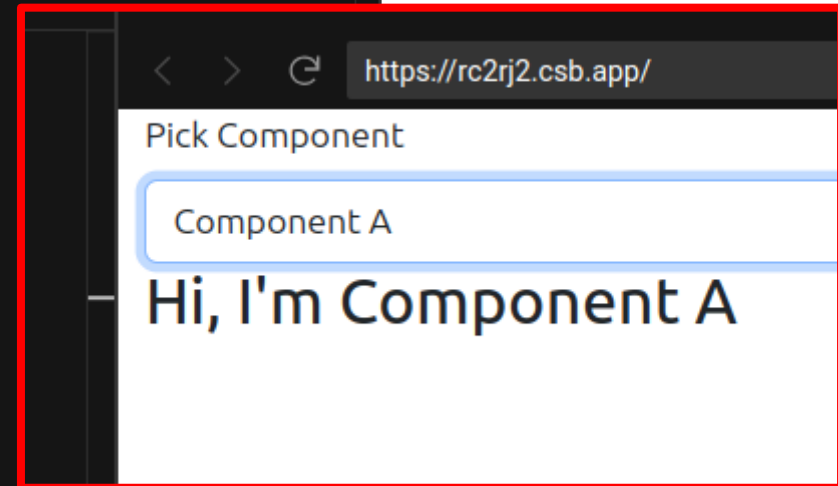 https://rc2rj2.csb.app/
Pick Component
Component A
Hi, I'm Component A